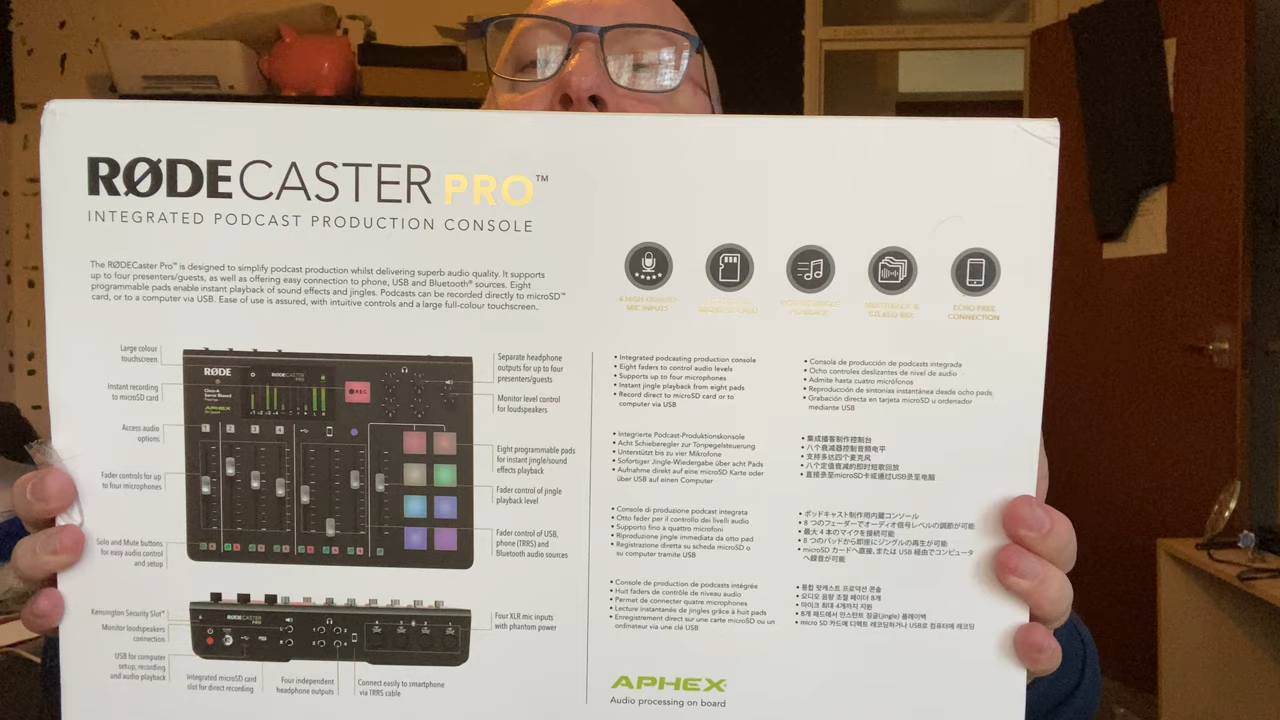 RØDECASTER PRO™
INTEGRATED PODCAST PRODUCTION CONSOLE
The RØDECaster Pro™ is designed to simplify podcast production whilst delivering superb audio quality. It supports
up to four presenters/guests, as well as offering easy connection to phone, USB and Bluetooth® sources. Eight
programmable pads enable instant playback of sound effects and jingles. Podcasts can be recorded directly to microSD™
card, or to a computer via USB. Ease of use is assured, with intuitive controls and a large full-colour touchscreen.
4 HIGH QUALITY
MIC INPUTS
MULTITRACK &
STEREO MIX
ECHO-FREE
CONNECTION
Large colour
touchscreen
Instant recording
to microSD card
Access audio
options
Fader controls for up
to four microphones
Solo and Mute buttons
for easy audio control
and setup
RØDE
RØDECASTER
PRO
Class-A
Servo Biased
APHEX
REC
1 2 3 4
Separate headphone
outputs for up to four
presenters/guests
Monitor level control
for loudspeakers
Eight programmable pads
for instant jingle/sound
effects playback
Fader control of jingle
playback level
Fader control of USB,
phone (TRRS) and
Bluetooth audio sources
Kensington Security Slot™
Monitor loudspeakers
connection
USB for computer
setup, recording
and audio playback
Integrated microSD card
slot for direct recording
Four independent
headphone outputs
Connect easily to smartphone
via TRRS cable
Four XLR mic inputs
with phantom power
RØDECASTER
PRO
• Integrated podcasting production console
• Eight faders to control audio levels
• Supports up to four microphones
• Instant jingle playback from eight pads
• Record direct to microSD card or to
computer via USB
• Integrierte Podcast-Produktionskonsole
• Acht Schieberegler zur Tonpegelsteuerung
• Unterstützt bis zu vier Mikrofone
• Sofortiger Jingle-Wiedergabe über acht Pads
• Aufnahme direkt auf eine microSD Karte oder
über USB auf einen Computer
• Console di produzione podcast integrata
• Otto fader per il controllo dei livelli audio
• Supporto fino a quattro microfoni
• Riproduzione jingle immediata da otto pad
• Registrazione diretta su scheda microSD o
su computer tramite USB
• Console de production de podcasts intégrée
• Huit faders de contrôle de niveau audio
• Permet de connecter quatre microphones
• Lecture instantanée de jingles grâce à huit pads
• Enregistrement direct sur une carte microSD ou un
ordinateur via une clé USB
• Consola de producción de podcasts integrada
• Ocho controles deslizantes de nivel de audio
• Admite hasta cuatro micrófonos
• Reproducción de sintonías instantánea desde ocho pads
• Grabación directa en tarjeta microSD u ordenador
mediante USB
• 集成播客制作控制台
• 八个衰减器控制音频电平
• 支持多达四个麦克风
• 八个定值衰减的即时短歌回放
• 直接录至microSD卡或通过USB录至电脑
• ポッドキャスト制作用内蔵コンソール
• 8 つのフェーダーでオーディオ信号レベルの調節が可能
• 最大 4 本のマイクを接続可能
• 8 つのパッドから即座にジングルの再生が可能
• microSD カードへ直接、または USB 経由でコンピュータ
へ録音が可能
• 통합 팟캐스트 프로덕션 콘솔
• 오디오 음량 조절 페이더 8개
• 마이크 최대 4개까지 지원
• 8개 패드에서 인스턴트 징글(jingle) 플레이백
• micro SD 카드에 디렉트 레코딩하거나 USB로 컴퓨터에 레코딩
APHEX
Audio processing on board